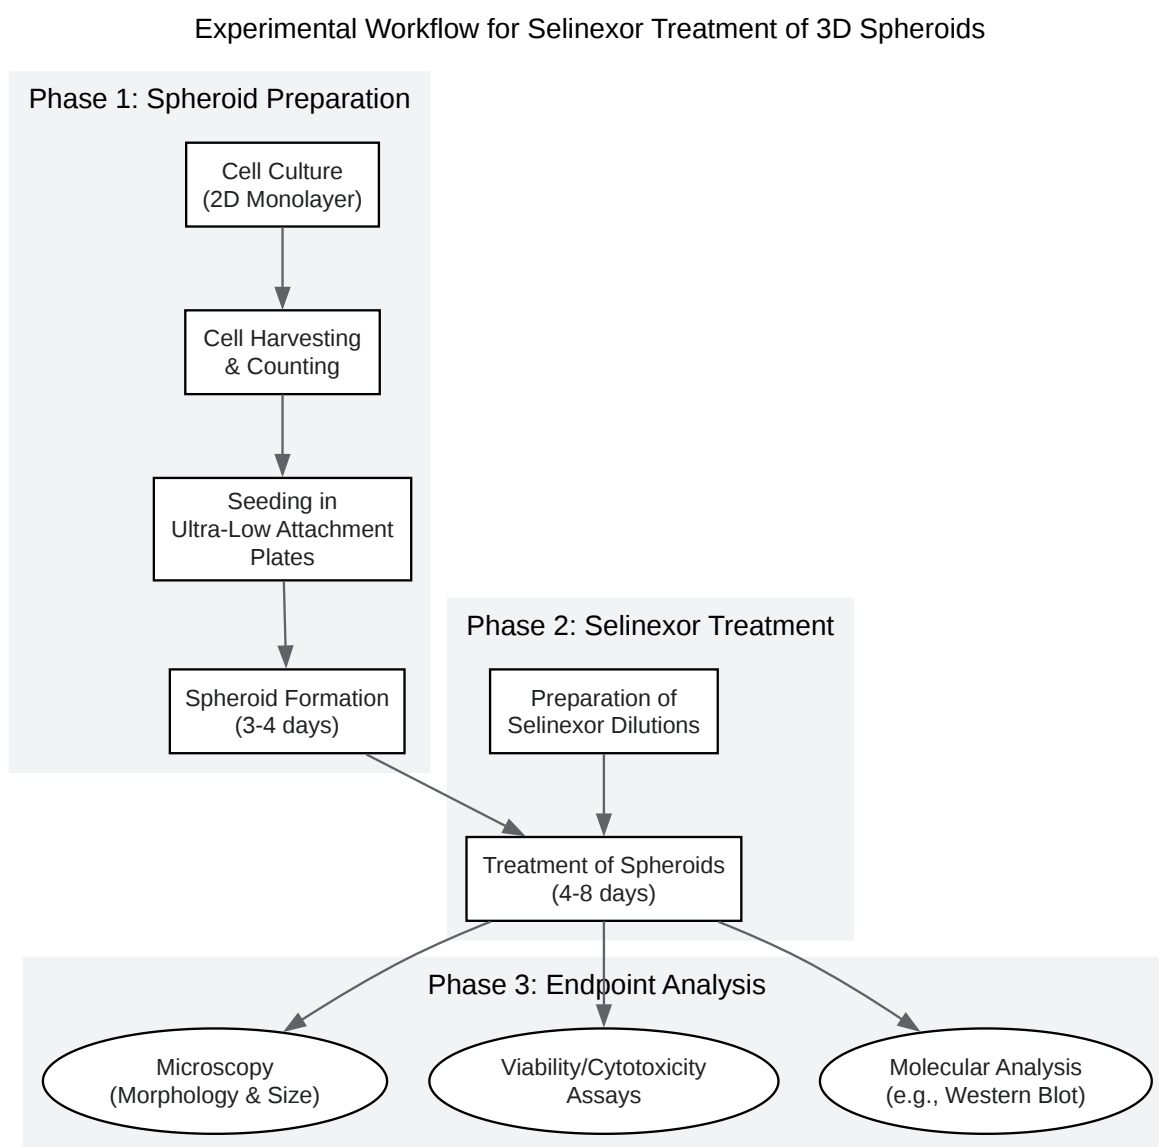 Experimental Workflow for Selinexor Treatment of 3D Spheroids
Phase 1: Spheroid Preparation
Cell Culture
(2D Monolayer)
Cell Harvesting
& Counting
Seeding in
Ultra-Low Attachment
Plates
Spheroid Formation
(3-4 days)
Phase 2: Selinexor Treatment
Preparation of
Selinexor Dilutions
Treatment of Spheroids
(4-8 days)
Phase 3: Endpoint Analysis
Microscopy
(Morphology & Size)
Viability/Cytotoxicity
Assays
Molecular Analysis
(e.g., Western Blot)